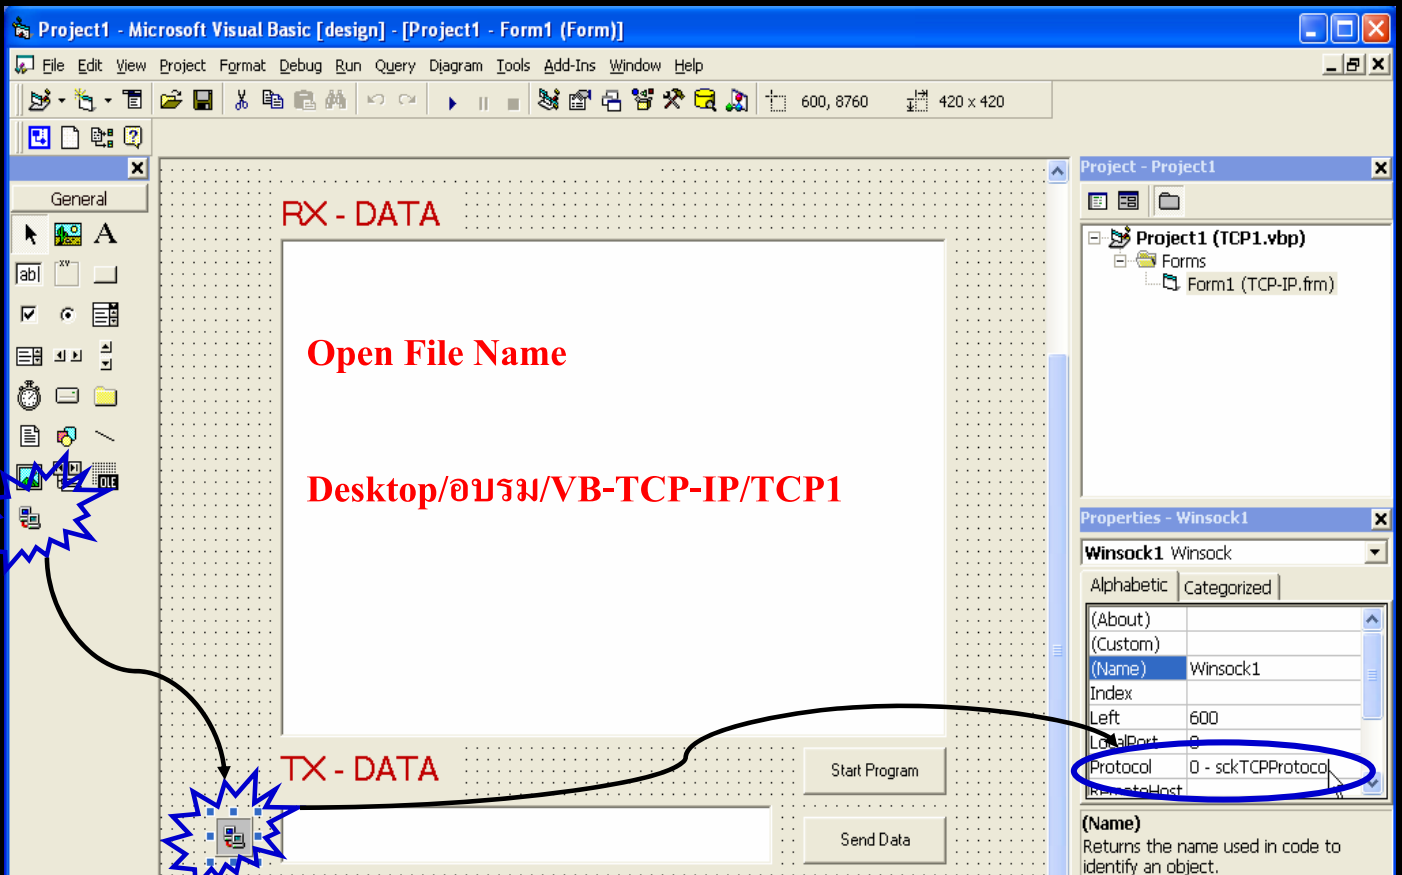 Project1 - Microsoft Visual Basic [design] - [Project1 - Form1 (Form)]
File Edit View Project Format Debug Run Query Diagram Tools Add-Ins Window Help
600, 8760 420 x 420
General
A
ab|
xv
OLE
RX - DATA
Open File Name
Desktop/อบรม/VB-TCP-IP/TCP1
TX - DATA
Start Program
Send Data
Project - Project1
Project1 (TCP1.vbp)
Forms
Form1 (TCP-IP.frm)
Properties - Winsock1
Winsock1 Winsock
Alphabetic Categorized
(About)
(Custom)
(Name) Winsock1
Index
Left 600
LocalPort 0
Protocol 0 - sckTCPProtocol
RemoteHost
(Name)
Returns the name used in code to
identify an object.